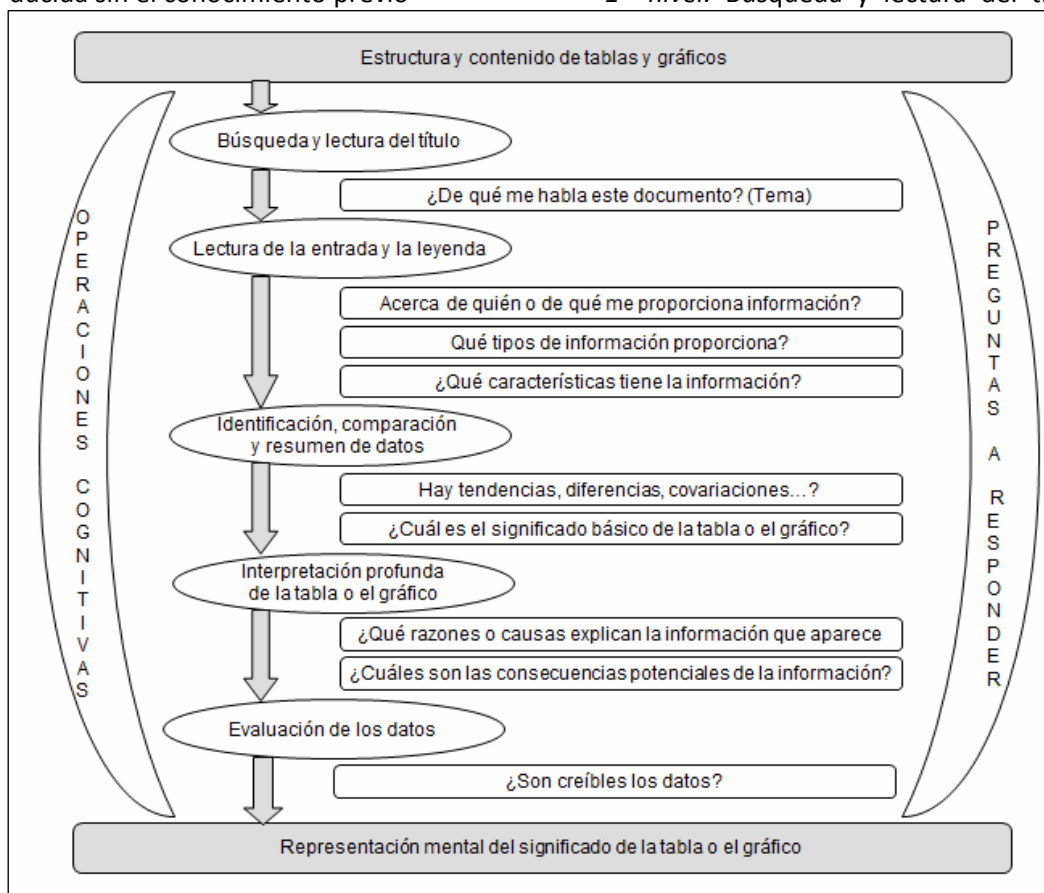 ducida sin el conocimiento previo
Estructura y contenido de tablas y gráficos
Búsqueda y lectura del título
¿De qué me habla este documento? (Tema)
Lectura de la entrada y la leyenda
Acerca de quién o de qué me proporciona información?
Qué tipos de información proporciona?
¿Qué características tiene la información?
Identificación, comparación
y resumen de datos
Hay tendencias, diferencias, covariaciones...?
¿Cuál es el significado básico de la tabla o el gráfico?
Interpretación profunda
de la tabla o el gráfico
¿Qué razones o causas explican la información que aparece
¿Cuáles son las consecuencias potenciales de la información?
Evaluación de los datos
¿Son creíbles los datos?
Representación mental del significado de la tabla o el gráfico
OPERACIONES COGNITIVAS
PREGUNTAS A RESPONDER